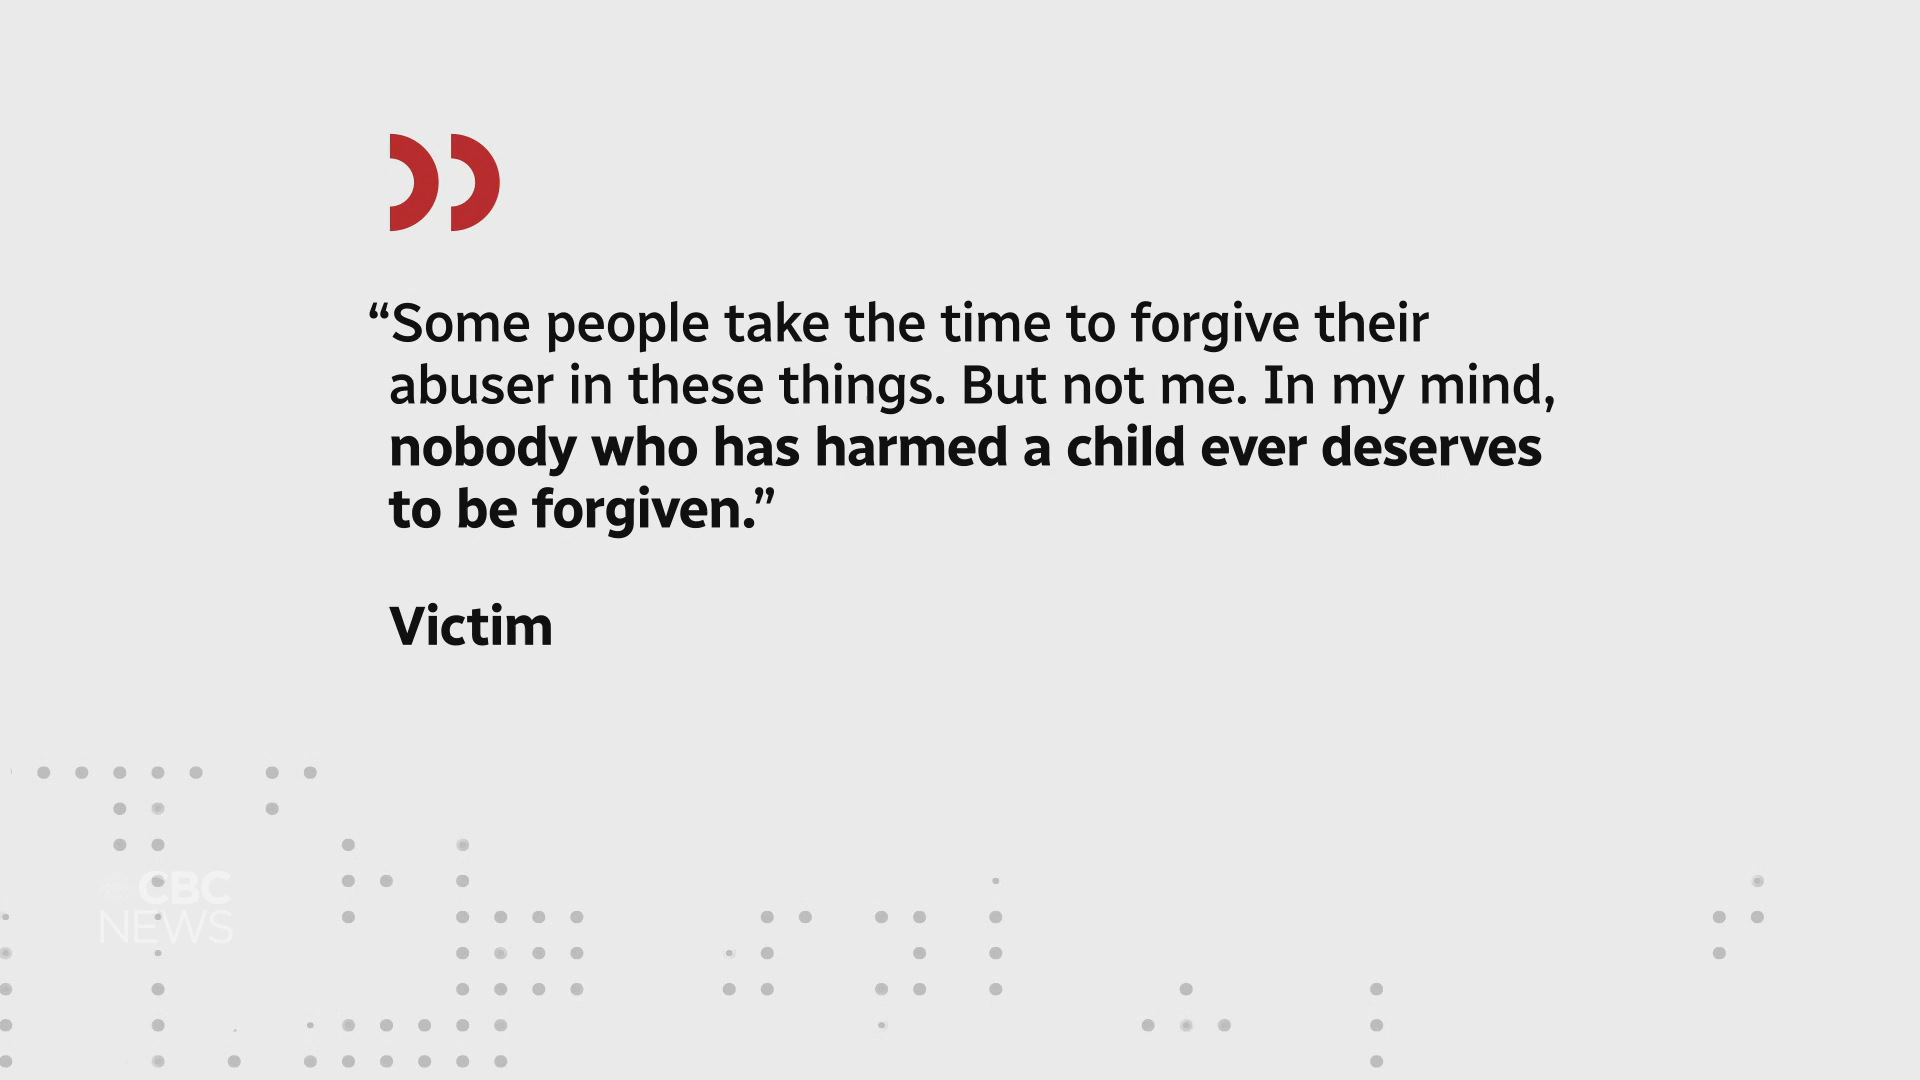 “Some people take the time to forgive their
abuser in these things. But not me. In my mind,
nobody who has harmed a child ever deserves
to be forgiven.”
Victim
CBC
NEWS